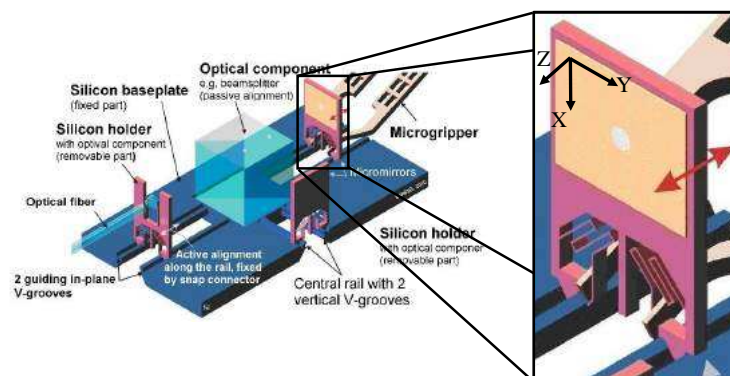 Optical component
e.g. beamsplitter
(passive alignment)
Silicon baseplate
(fixed part)
Silicon holder
with optival component
(removable part)
Microgripper
Micromirrors
Optical fiber
Silicon holder
with optical componer
(removable part)
Active alignment
along the rail, fixed
by snap connector
2 guiding in-plane
V-grooves
Central rail with 2
vertical V-grooves
Z
Y
X